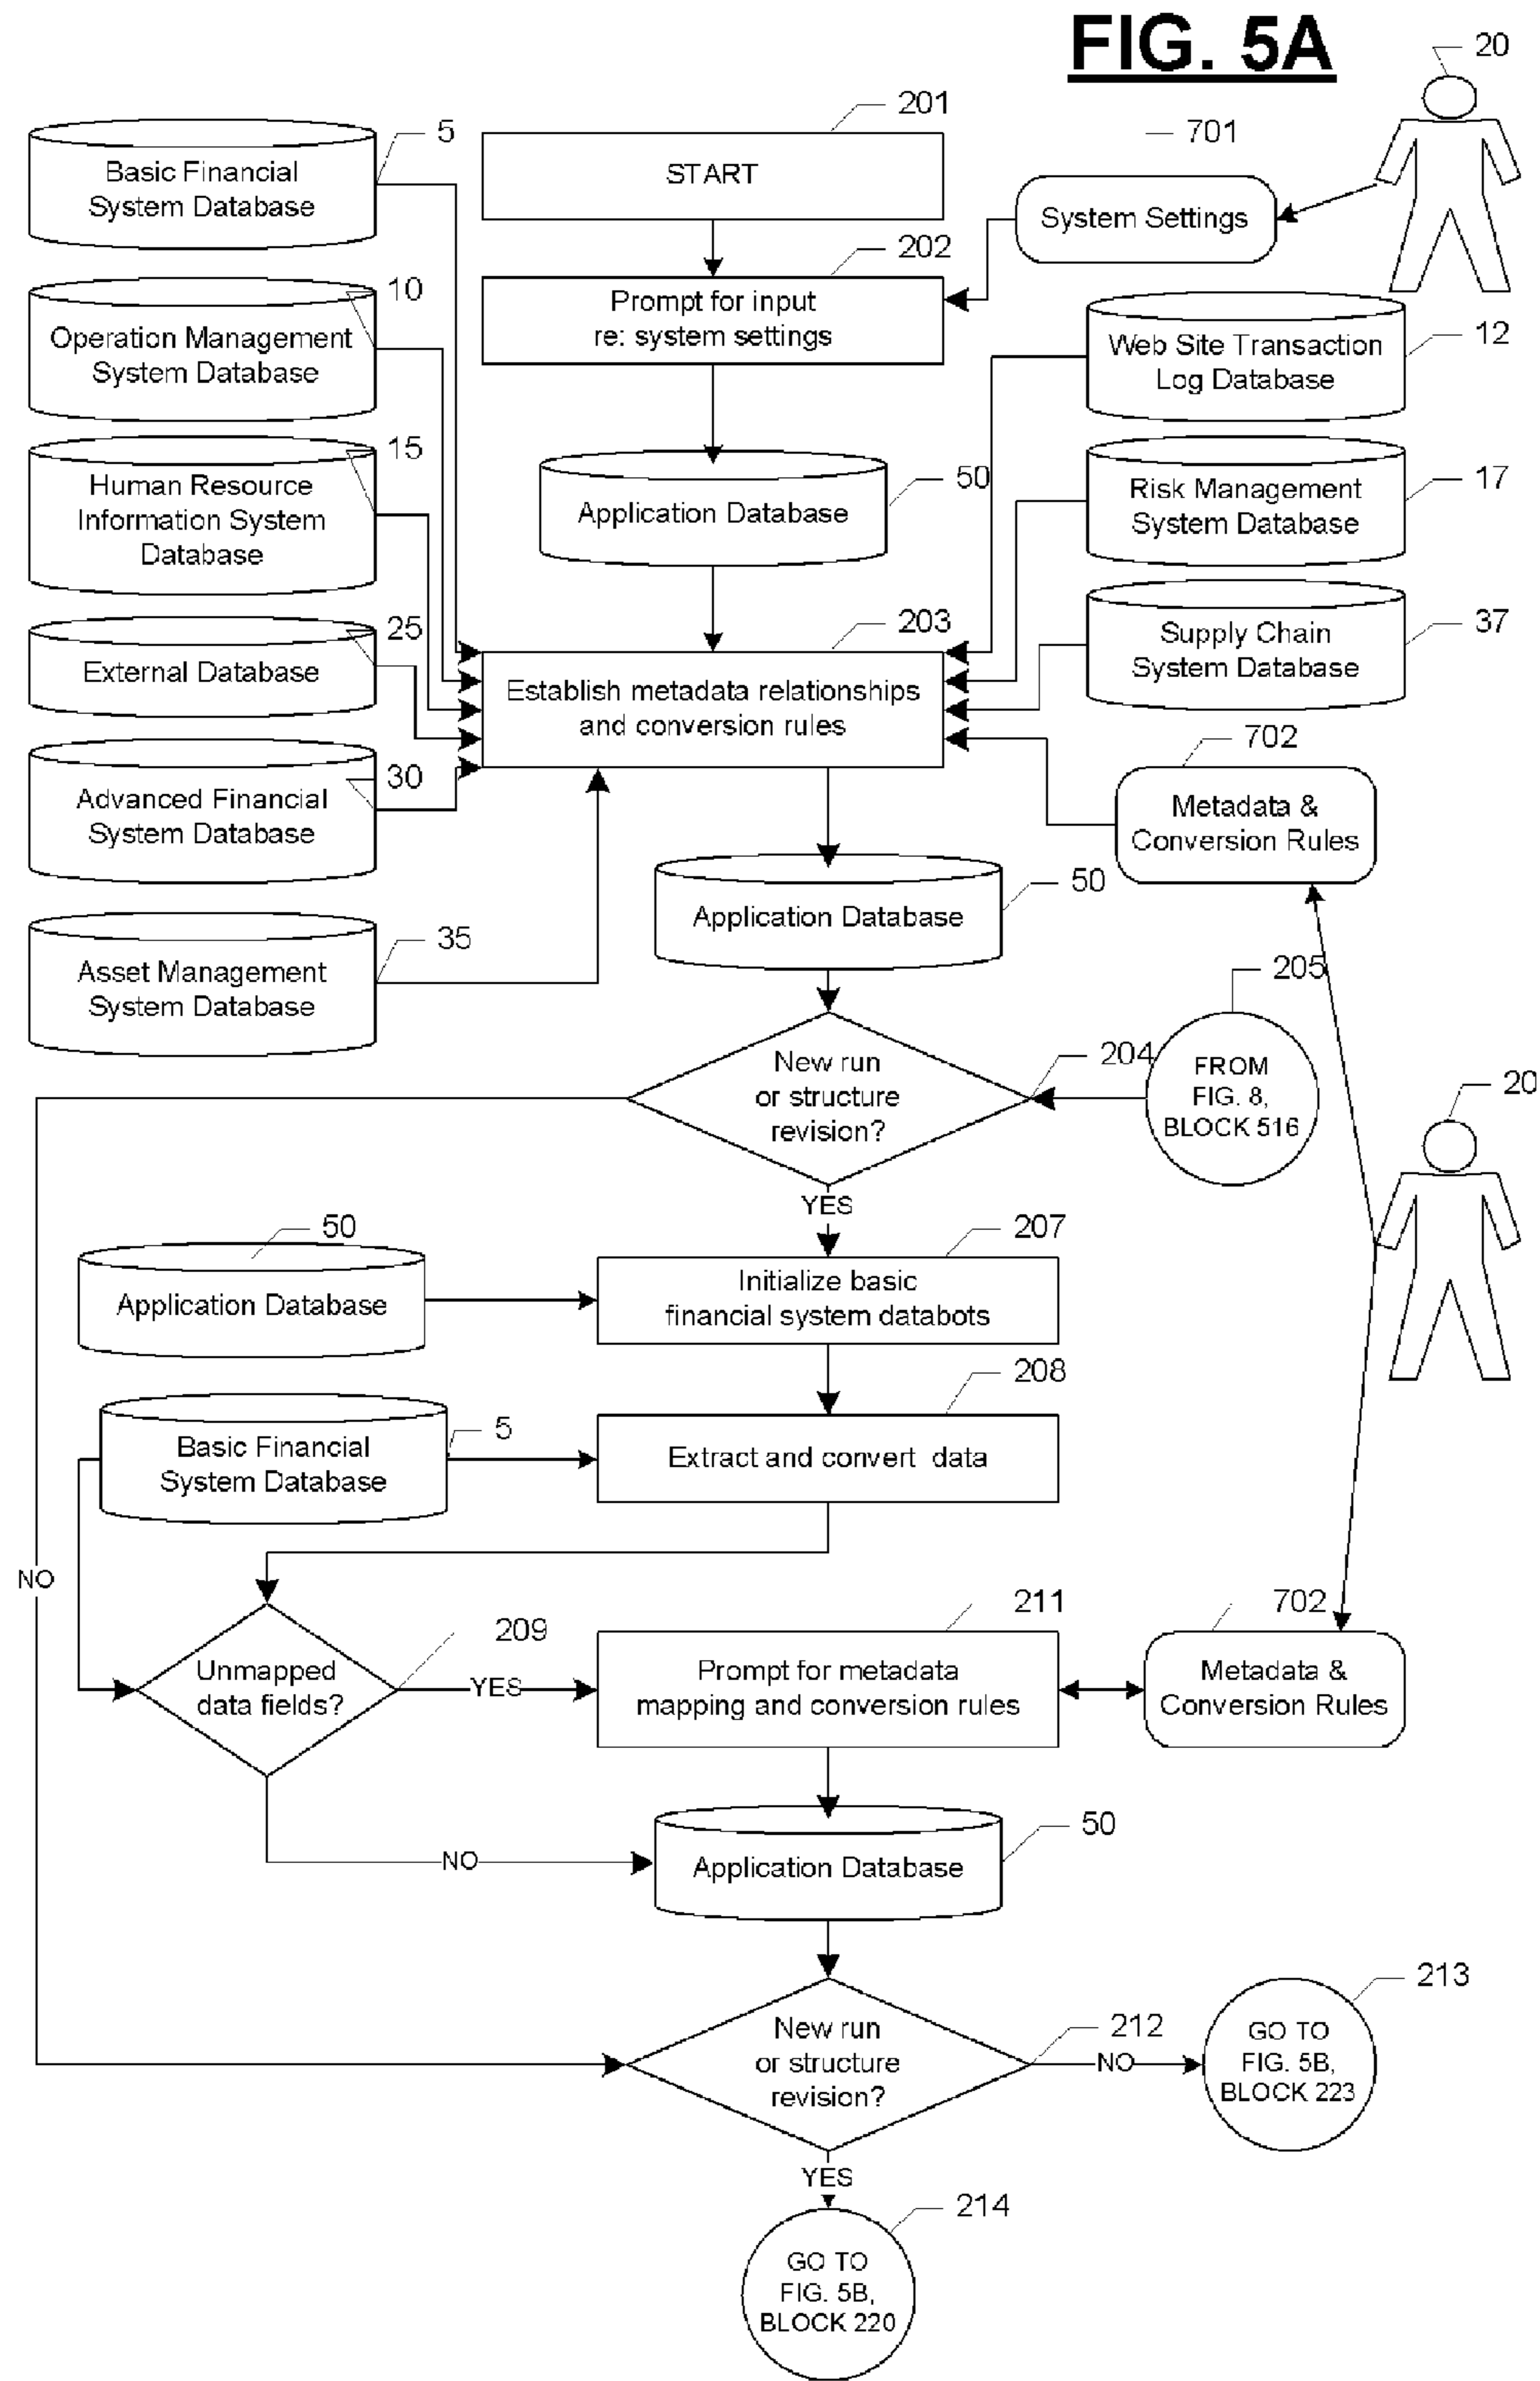 FIG. 5A
20
201
5
701
Basic Financial
System Database
START
System Settings
202
10
Prompt for input
re: system settings
Operation Management
System Database
12
Web Site Transaction
Log Database
15
Human Resource
Information System
Database
50
Application Database
17
Risk Management
System Database
25
External Database
203
37
Supply Chain
System Database
Establish metadata relationships
and conversion rules
30
Advanced Financial
System Database
702
Metadata &
Conversion Rules
50
Application Database
35
Asset Management
System Database
205
204
New run
or structure
revision?
FROM
FIG. 8,
BLOCK 516
20
YES
50
Application Database
207
Initialize basic
financial system databots
208
5
Basic Financial
System Database
Extract and convert data
NO
209
Unmapped
data fields?
YES
211
Prompt for metadata
mapping and conversion rules
702
Metadata &
Conversion Rules
50
Application Database
NO
212
New run
or structure
revision?
NO
213
GO TO
FIG. 5B,
BLOCK 223
YES
214
GO TO
FIG. 5B,
BLOCK 220